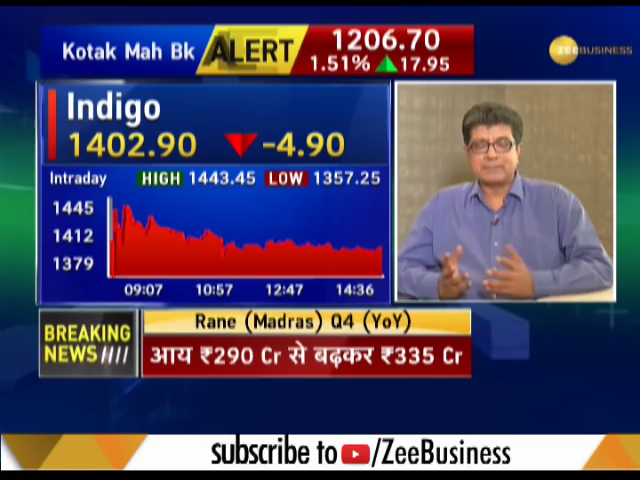 Kotak Mah Bk
ALERT
1206.70
1.51% 17.95
ZEEBUSINESS
Indigo
1402.90 -4.90
Intraday HIGH 1443.45 LOW 1357.25
1445
1412
1379
09:07 10:57 12:47 14:36
BREAKING
NEWS
Rane (Madras) Q4 (YoY)
आय ₹290 Cr से बढ़कर ₹335 Cr
subscribe to /ZeeBusiness